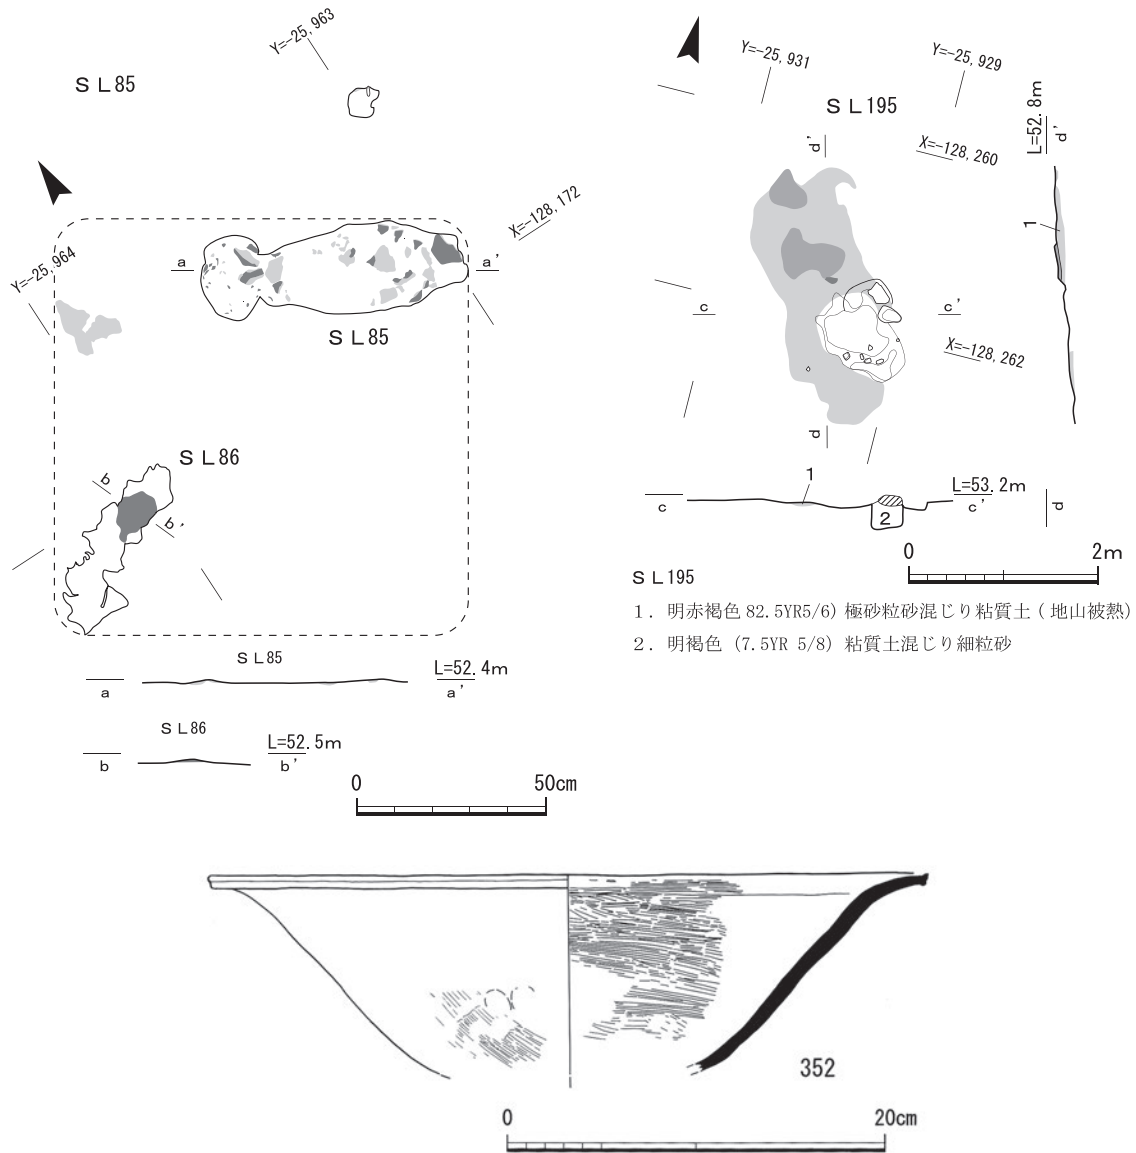 Y=-25,963
ＳＬ85
X=-128,172
Y=-25,964
a
a'
ＳＬ85
ＳＬ86
b
b'
ＳＬ85
L=52.4m
a
a'
ＳＬ86
L=52.5m
b
b'
0
50cm
Y=-25,931
Y=-25,929
ＳＬ195
L=52.8m
d'
d'
X=-128,260
1
c
c'
X=-128,262
d
1
L=53.2m
c
c'
d
2
0
2m
ＳＬ195
１．明赤褐色 82.5YR5/6) 極砂粒砂混じり粘質土 ( 地山被熱)
２．明褐色 (7.5YR 5/8) 粘質土混じり細粒砂
352
0
20cm